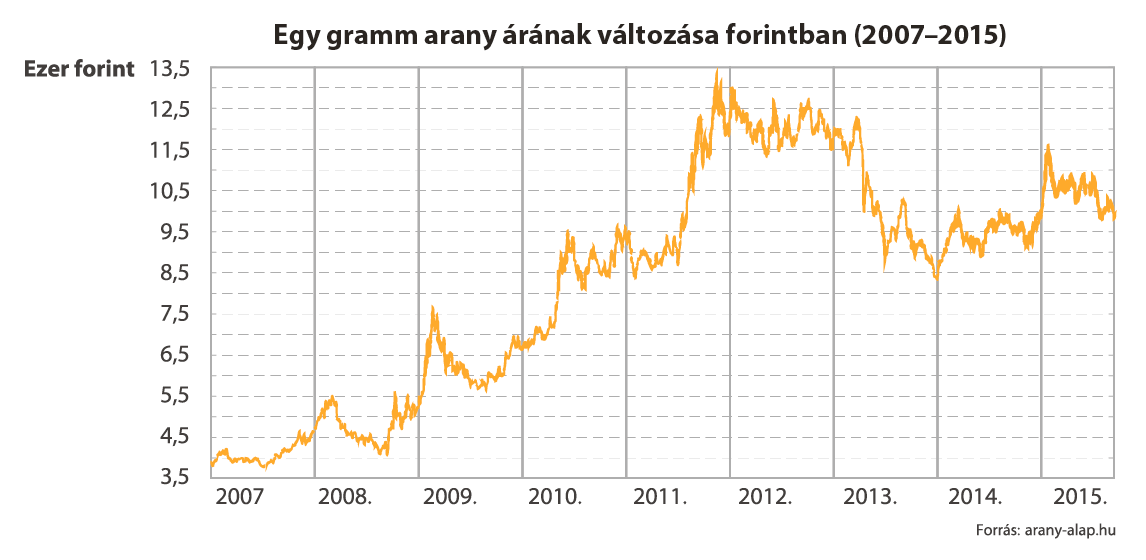 Egy gramm arany árának változása forintban (2007–2015)
Ezer forint
13,5
12,5
11,5
10,5
9,5
8,5
7,5
6,5
5,5
4,5
3,5
2007 2008. 2009. 2010. 2011. 2012. 2013. 2014. 2015.
Forrás: arany-alap.hu